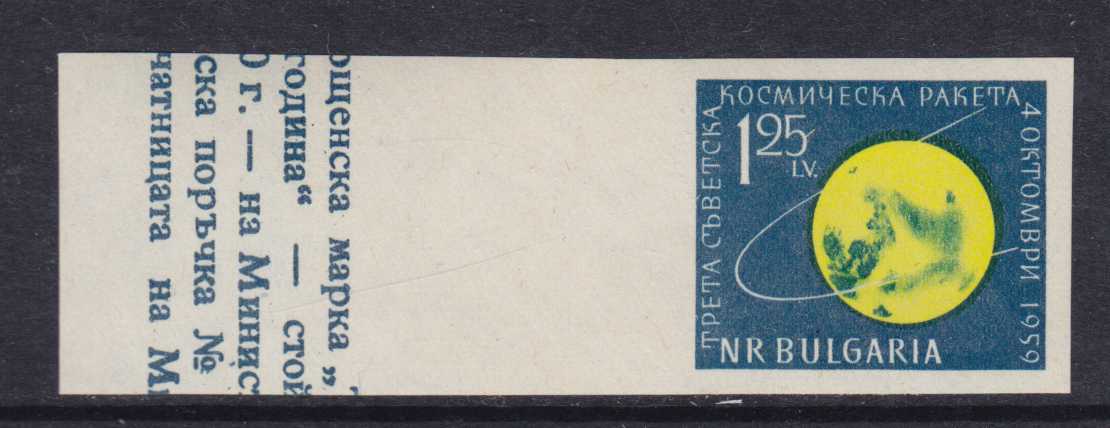 ощенска марка „
година“ — стой
0 г. — на Минис
ска поръчка №
чатницата на М
ТРЕТА СЪВЕТСКА
КОСМИЧЕСКА РАКЕТА
4 ОКТОМВРИ 1959
1 25
LV.
NR BULGARIA